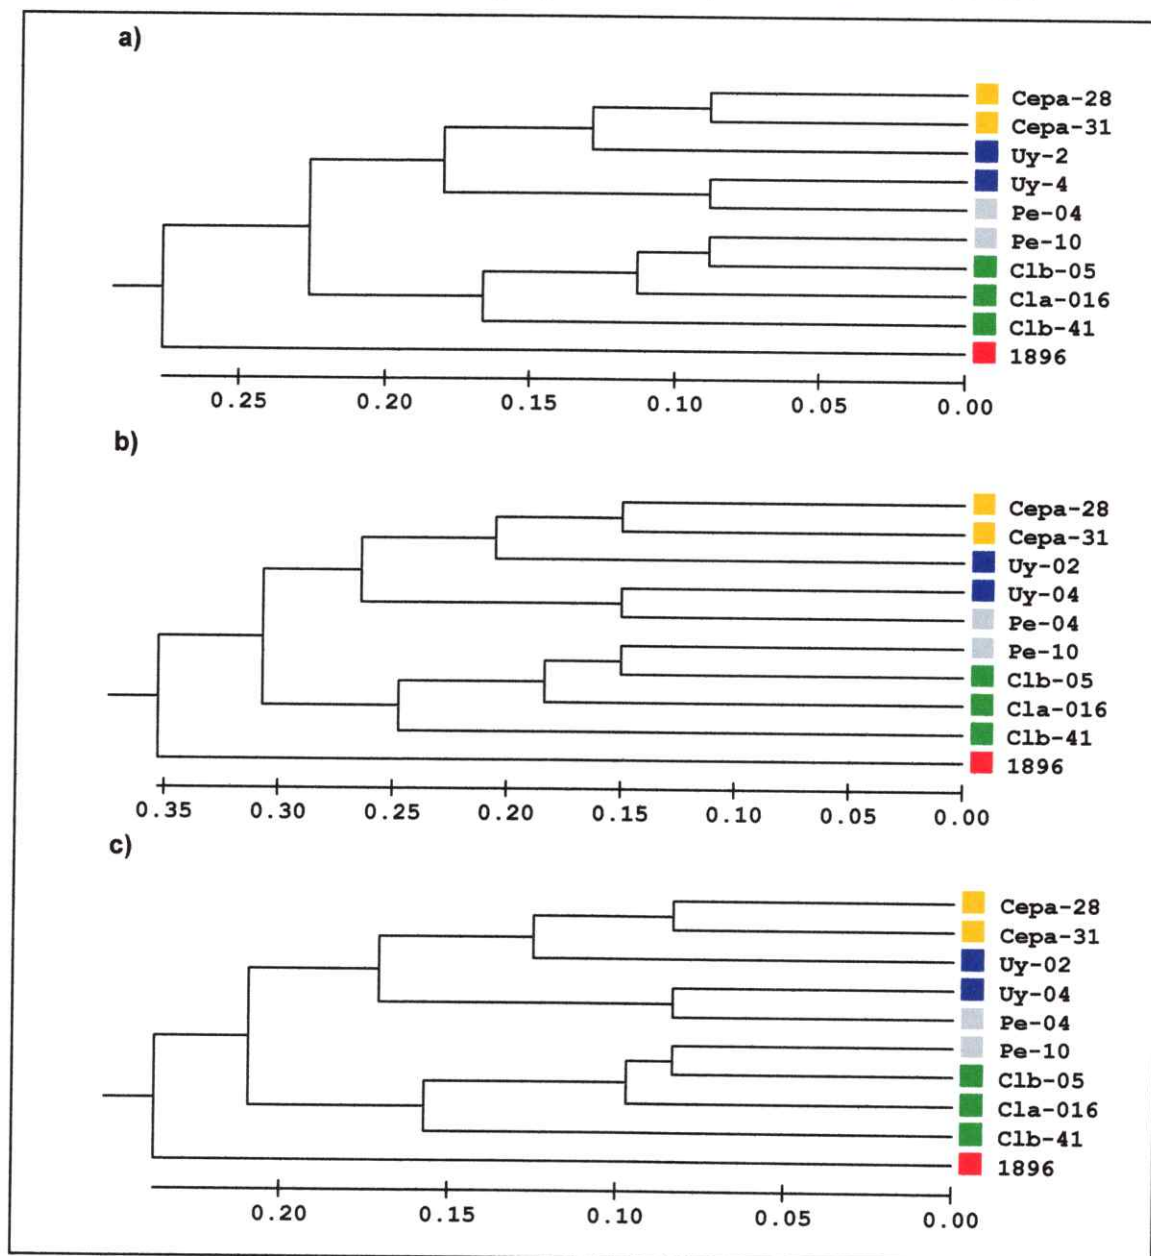 a)
Cepa-28
Cepa-31
Uy-2
Uy-4
Pe-04
Pe-10
Clb-05
Cla-016
Clb-41
1896
0.25 0.20 0.15 0.10 0.05 0.00
b)
Cepa-28
Cepa-31
Uy-02
Uy-04
Pe-04
Pe-10
Clb-05
Cla-016
Clb-41
1896
0.35 0.30 0.25 0.20 0.15 0.10 0.05 0.00
c)
Cepa-28
Cepa-31
Uy-02
Uy-04
Pe-04
Pe-10
Clb-05
Cla-016
Clb-41
1896
0.20 0.15 0.10 0.05 0.00